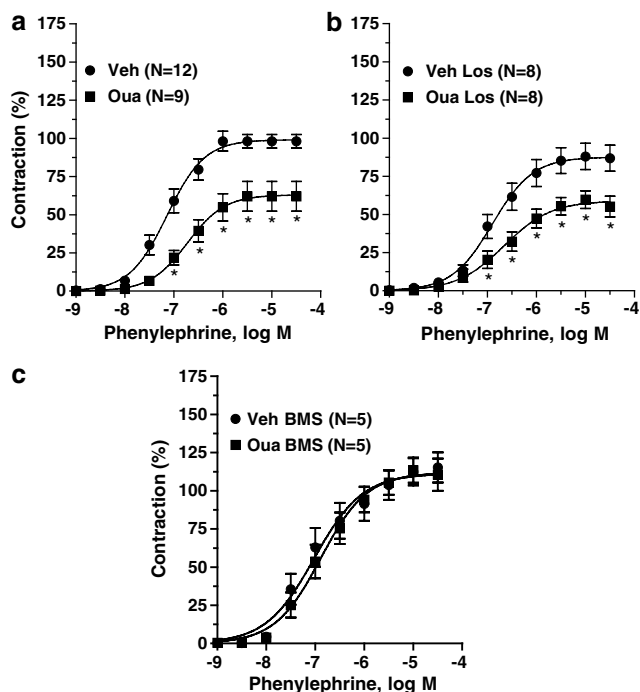 a
175
150
125
100
75
50
25
0
Contraction (%)
Veh (N=12)
Oua (N=9)
* * * * * *
-9 -8 -7 -6 -5 -4
Phenylephrine, log M
b
175
150
125
100
75
50
25
0
Contraction (%)
Veh Los (N=8)
Oua Los (N=8)
* * * * * *
-9 -8 -7 -6 -5 -4
Phenylephrine, log M
c
175
150
125
100
75
50
25
0
Contraction (%)
Veh BMS (N=5)
Oua BMS (N=5)
-9 -8 -7 -6 -5 -4
Phenylephrine, log M